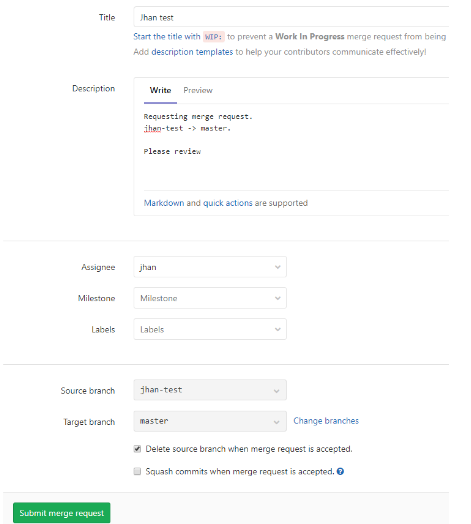 Title Jhan test
Start the title with WIP: to prevent a Work In Progress merge request from being
Add description templates to help your contributors communicate effectively!
Description Write Preview
Requesting merge request.
jhan-test -> master.
Please review
Markdown and quick actions are supported
Assignee jhan
Milestone Milestone
Labels Labels
Source branch jhan-test
Target branch master Change branches
Delete source branch when merge request is accepted.
Squash commits when merge request is accepted. ?
Submit merge request